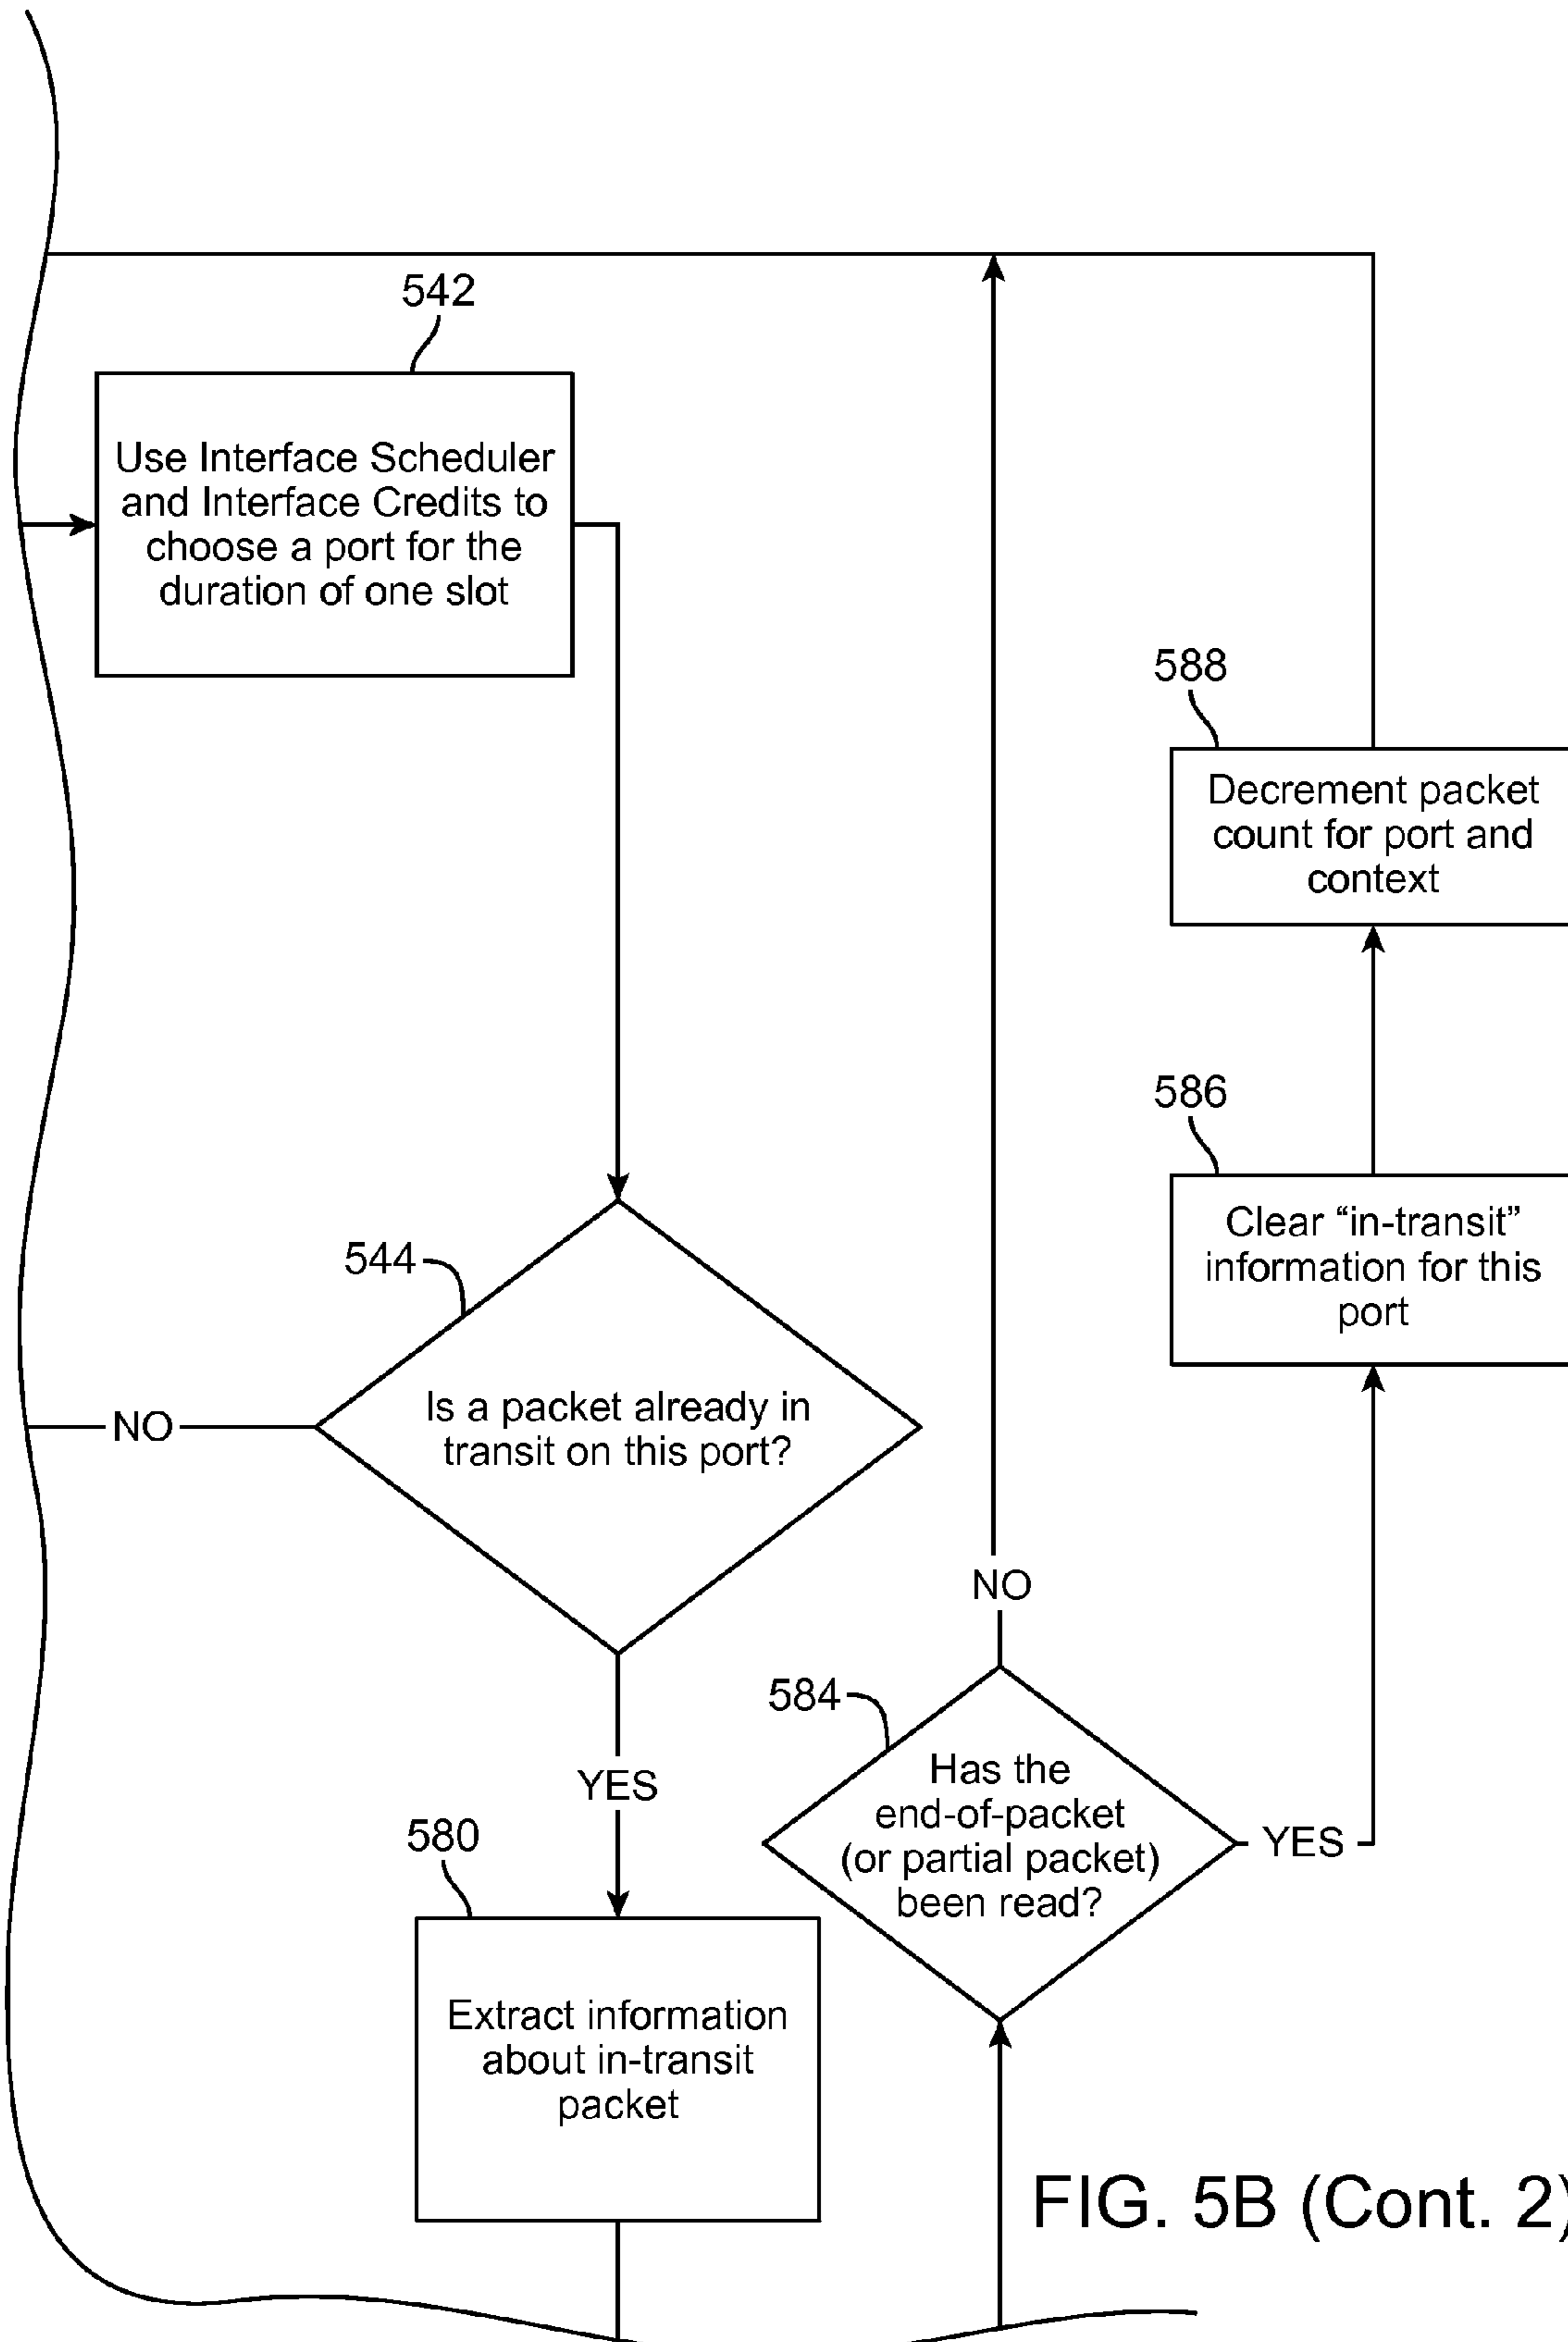 542
Use Interface Scheduler
and Interface Credits to
choose a port for the
duration of one slot
588
Decrement packet
count for port and
context
586
Clear “in-transit”
information for this
port
544
Is a packet already in
transit on this port?
NO
YES
NO
584
Has the
end-of-packet
(or partial packet)
been read?
YES
580
Extract information
about in-transit
packet
FIG. 5B (Cont. 2)